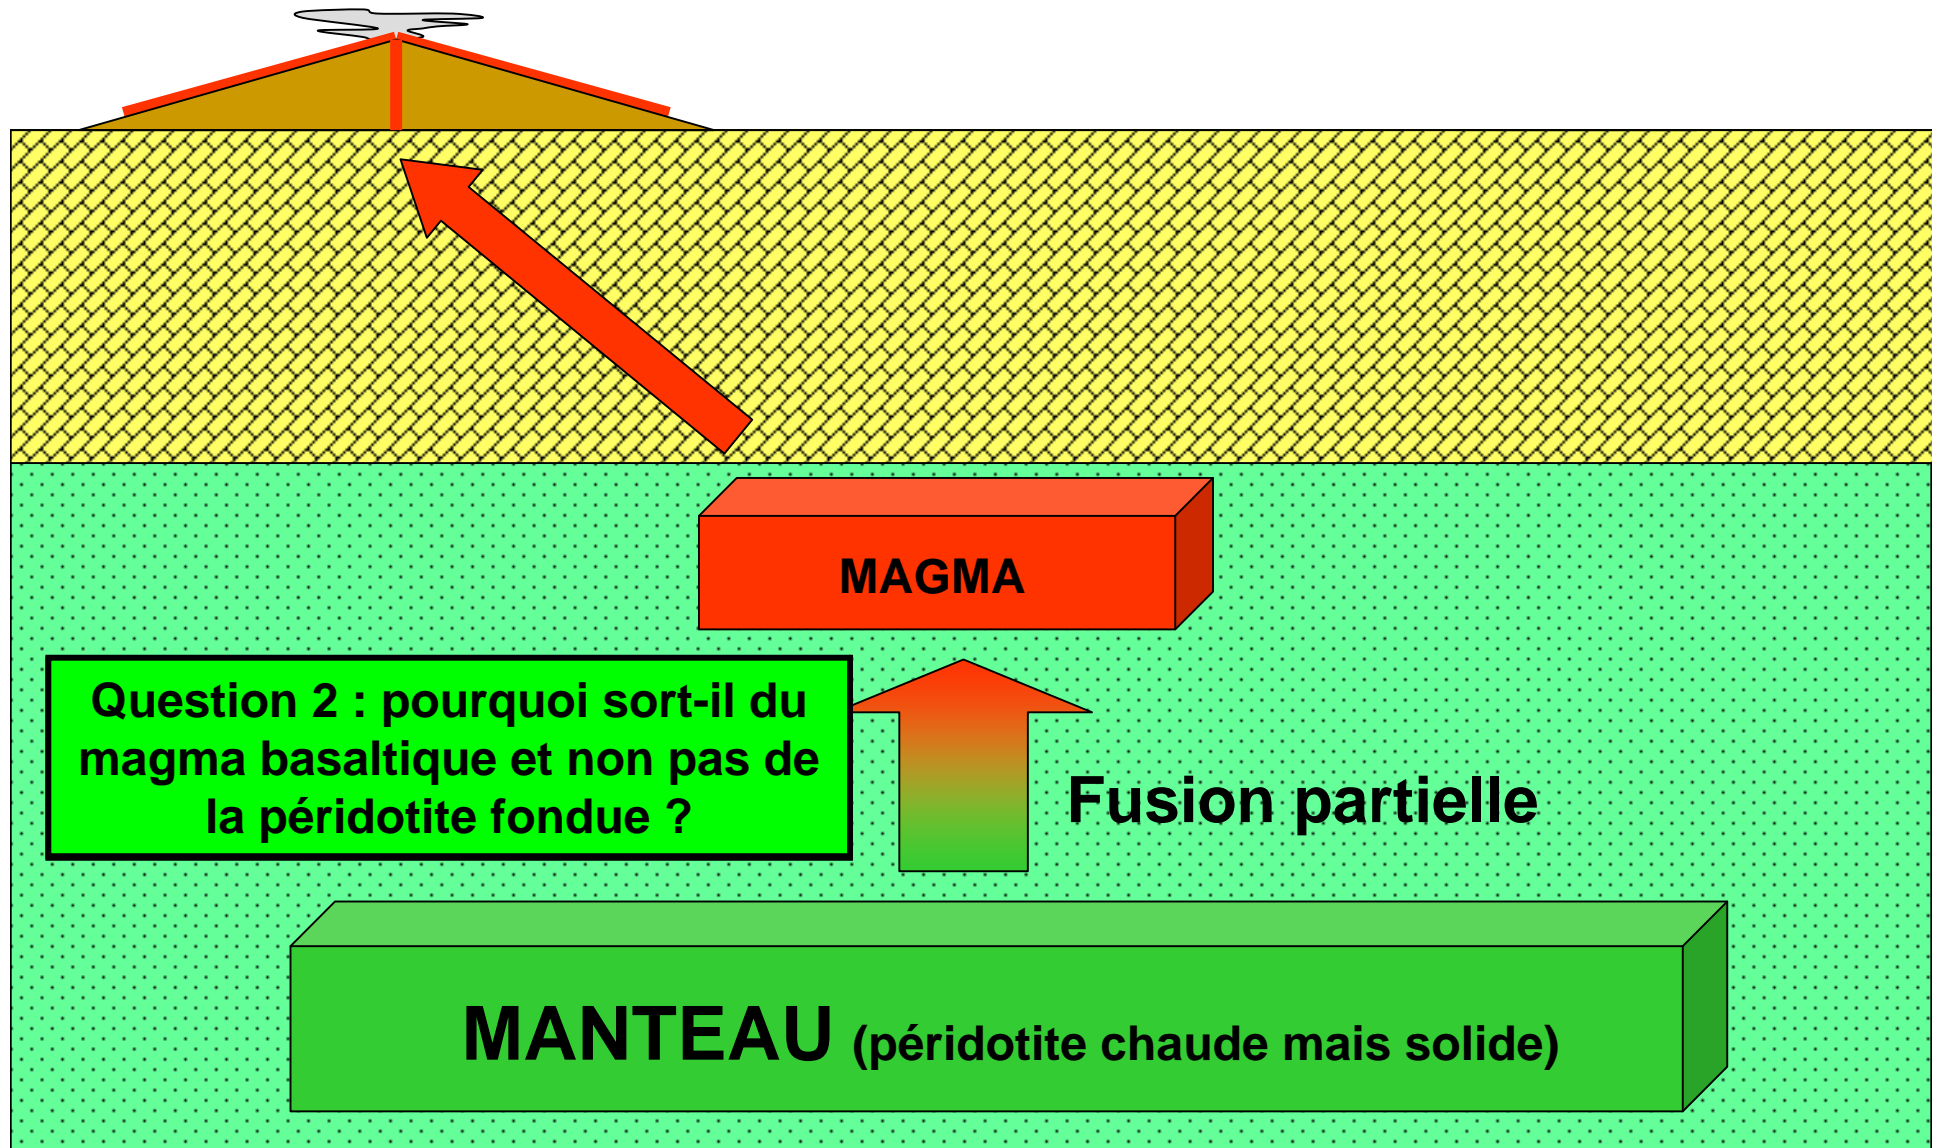 MAGMA
Question 2 : pourquoi sort-il du
magma basaltique et non pas de
la péridotite fondue ?
Fusion partielle
MANTEAU (péridotite chaude mais solide)